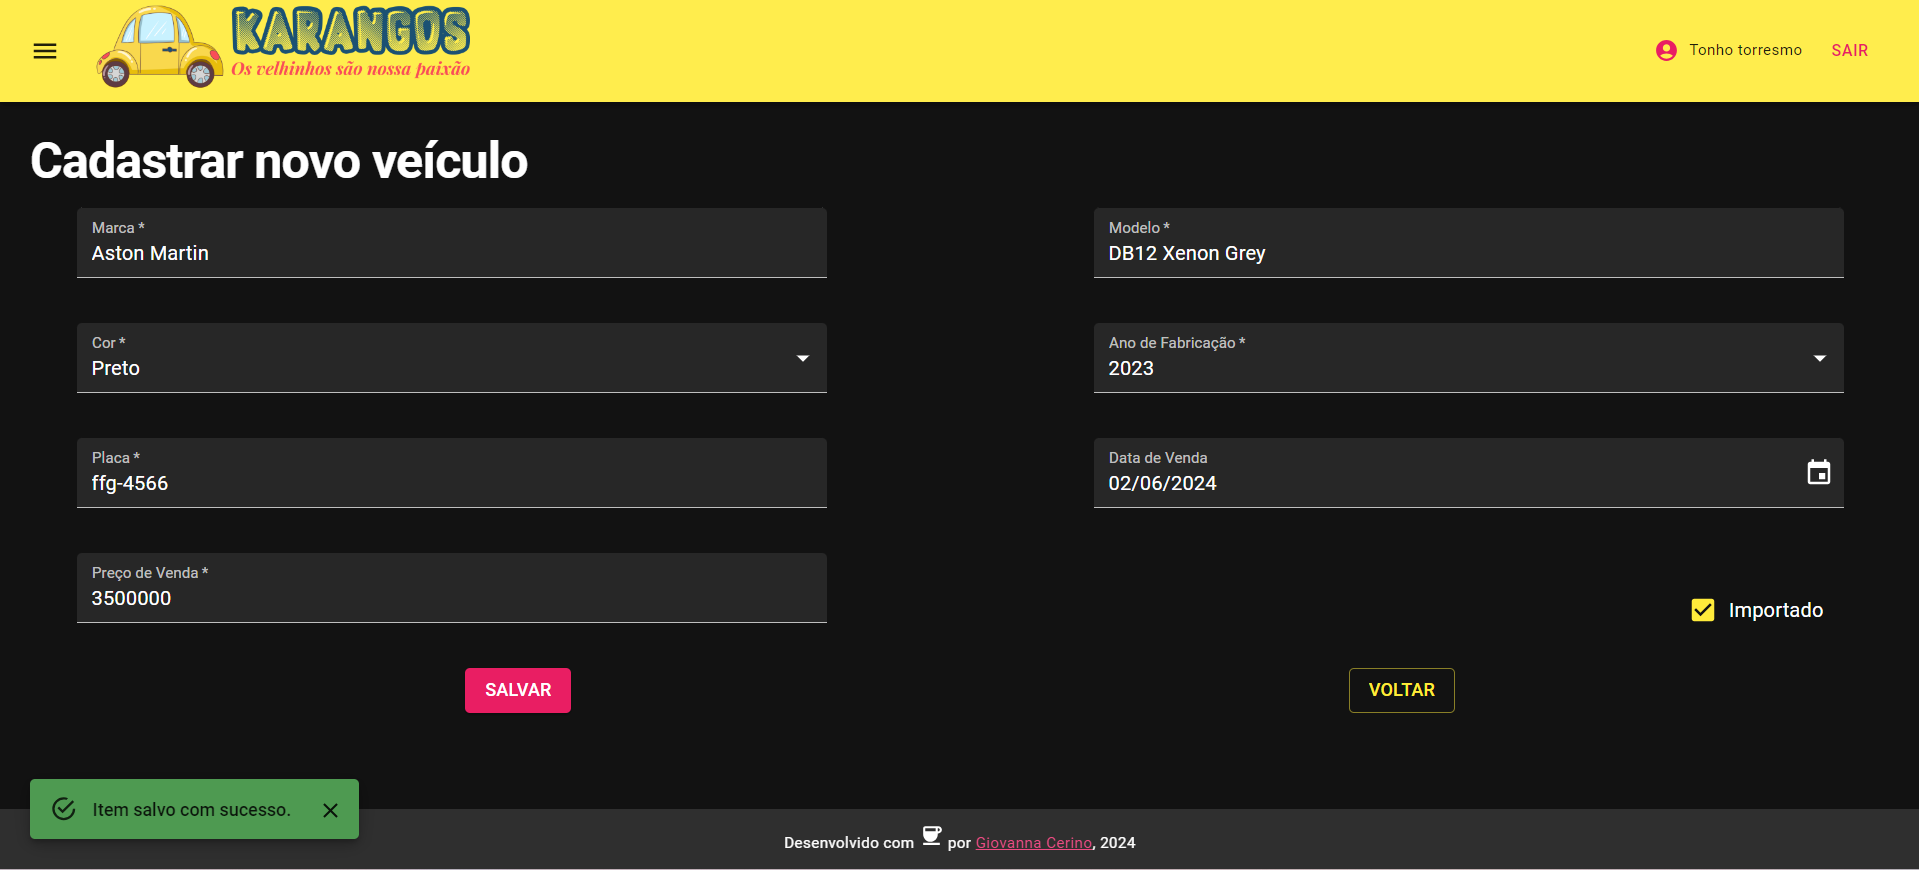 KARANGOS
Os velhinhos são nossa paixão
Tonho torresmo
SAIR
Cadastrar novo veículo
Marca *
Aston Martin
Modelo *
DB12 Xenon Grey
Cor *
Preto
Ano de Fabricação *
2023
Placa *
ffg-4566
Data de Venda
02/06/2024
Preço de Venda *
3500000
Importado
SALVAR
VOLTAR
Item salvo com sucesso.
Desenvolvido com por Giovanna Cerino, 2024